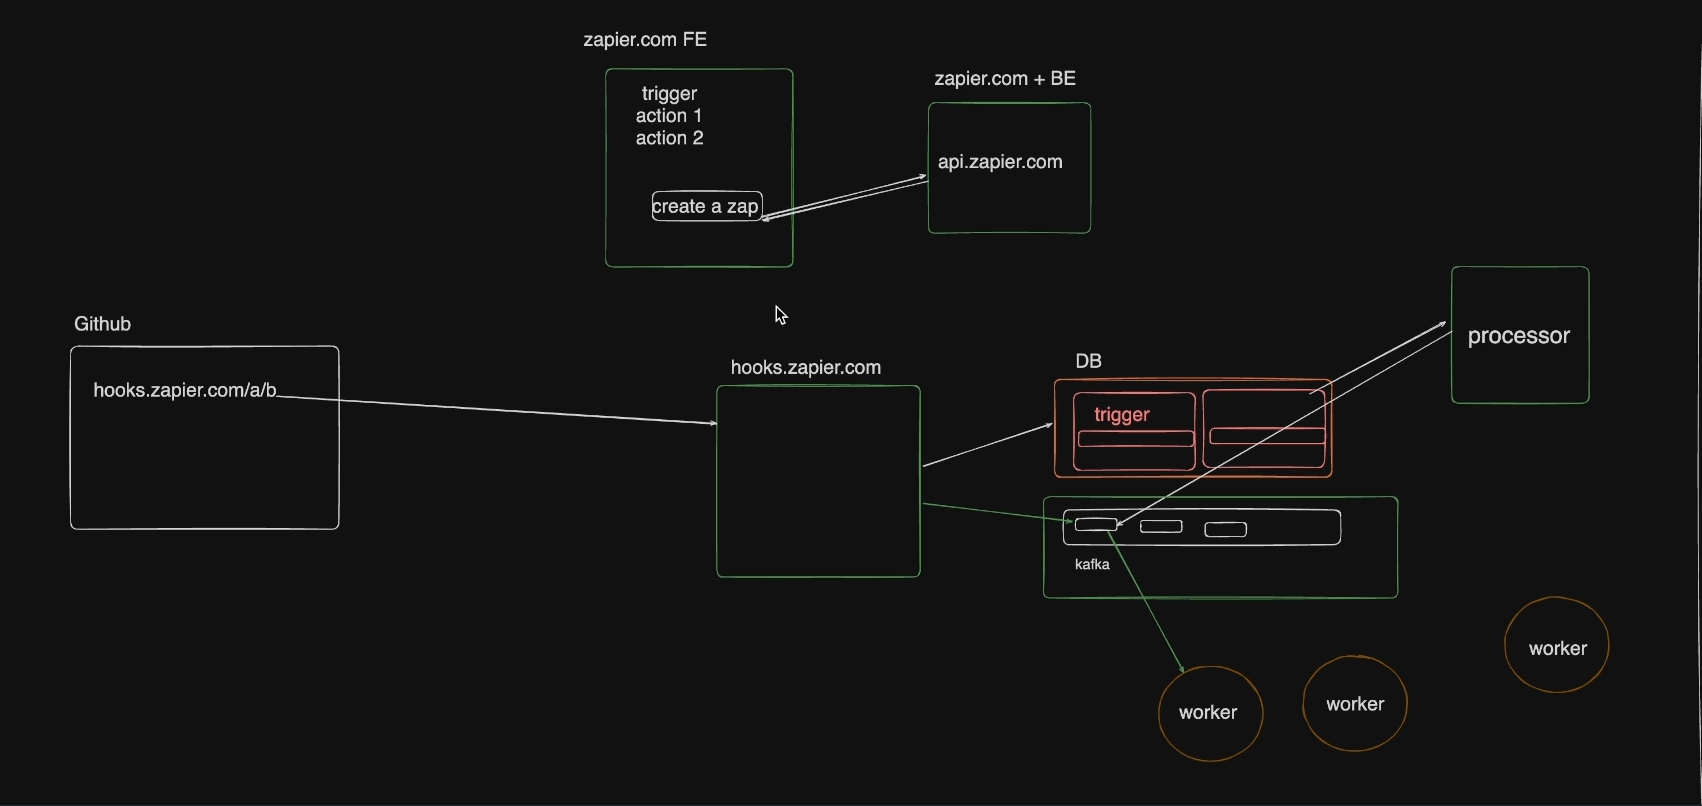 zapier.com FE
trigger
action 1
action 2
create a zap
zapier.com + BE
api.zapier.com
Github
hooks.zapier.com/a/b
hooks.zapier.com
DB
trigger
processor
kafka
worker
worker
worker